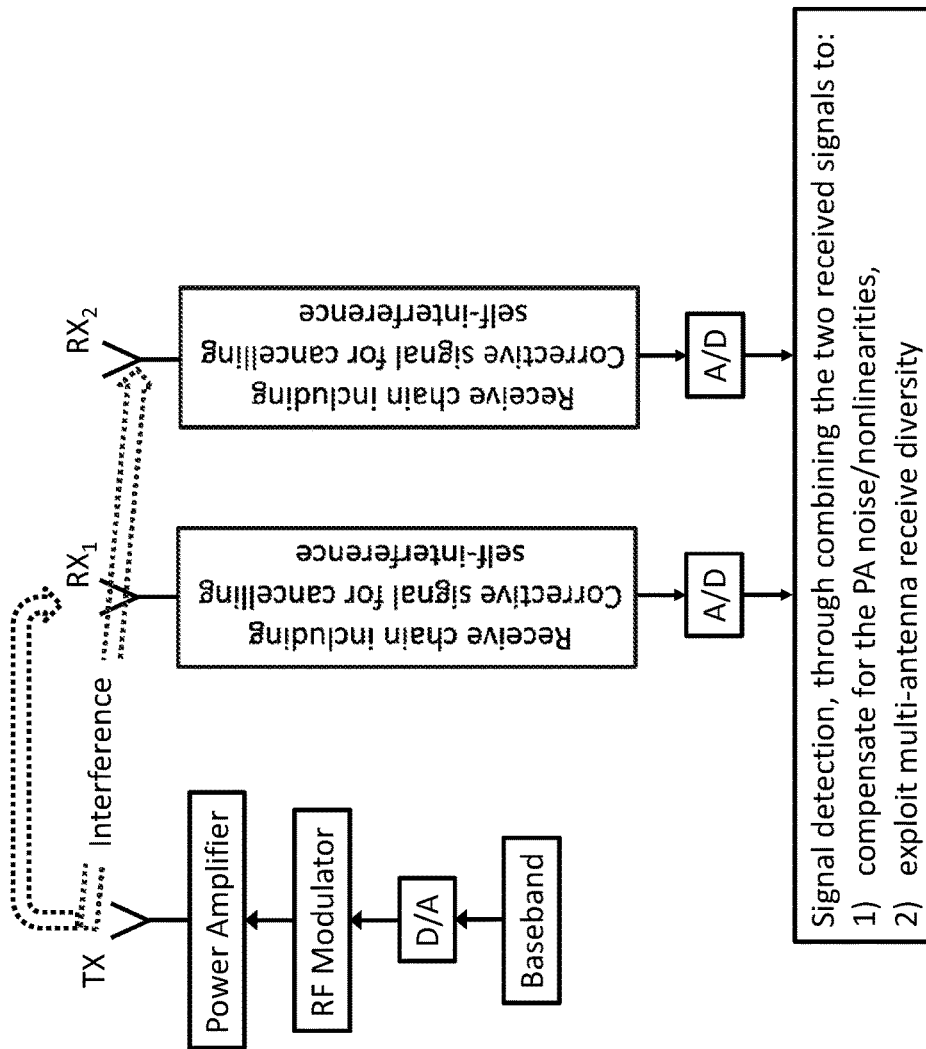 TX
Interference
RX1
RX2
Power Amplifier
RF Modulator
D/A
Baseband
Receive chain including
Corrective signal for cancelling
self-interference
A/D
Receive chain including
Corrective signal for cancelling
self-interference
A/D
Signal detection, through combining the two received signals to:
1) compensate for the PA noise/nonlinearities,
2) exploit multi-antenna receive diversity